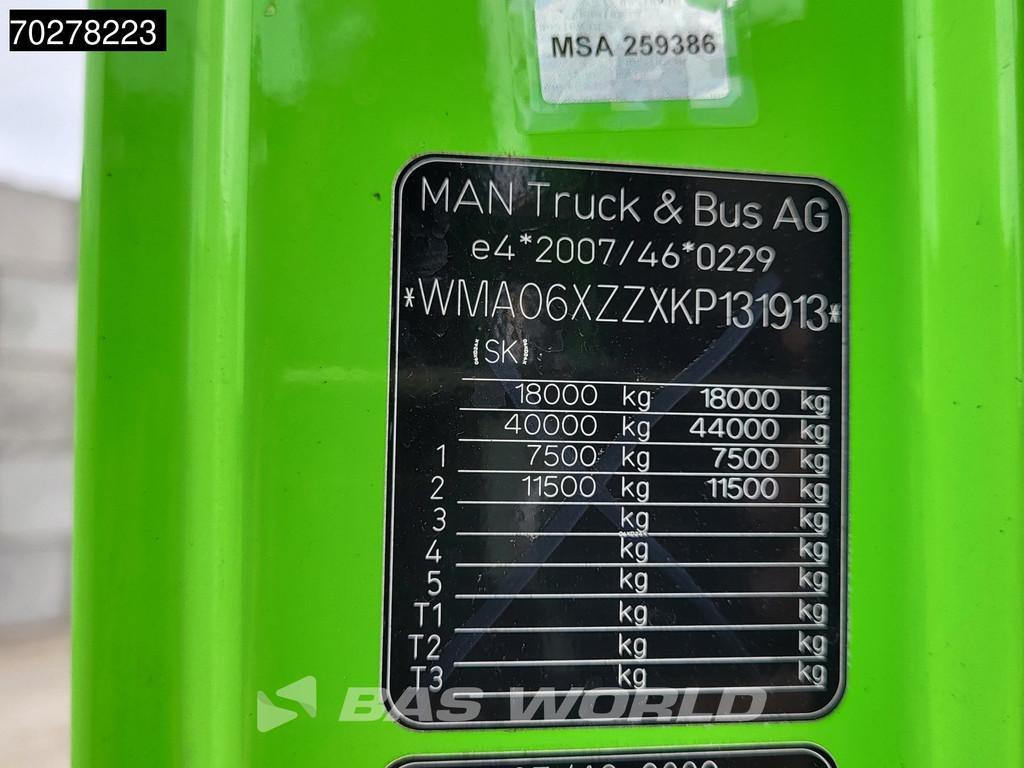 70278223
MSA 259386
MAN Truck & Bus AG
e4*2007/46*0229
*WMA06XZZXKP131913*
SK
18000 kg 18000 kg
40000 kg 44000 kg
1 7500 kg 7500 kg
2 11500 kg 11500 kg
3 kg kg
4 kg kg
5 kg kg
T1 kg kg
T2 kg kg
T3 kg kg
BAS WORLD